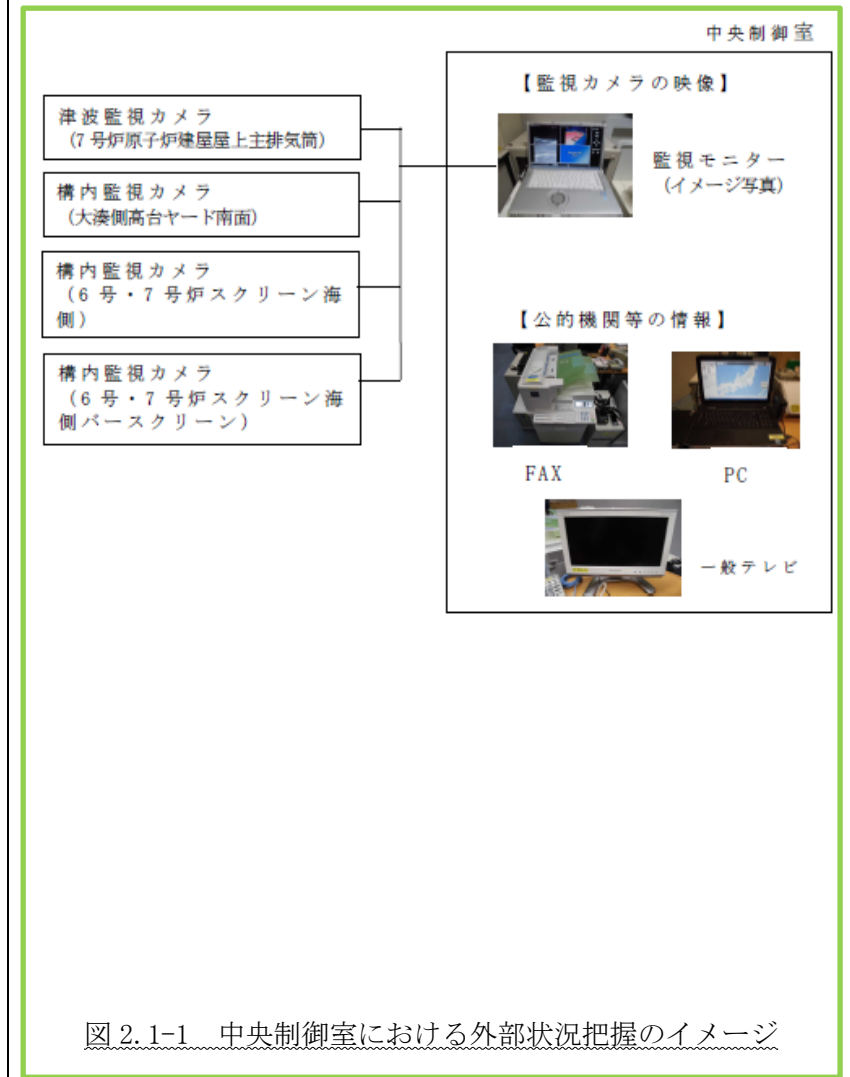 中央制御室
【監視カメラの映像】
津波監視カメラ
(7号炉原子炉建屋屋上主排気筒)
監視モニター
(イメージ写真)
構内監視カメラ
(大湊側高台ヤード南面)
構内監視カメラ
(6号・7号炉スクリーン海
側)
【公的機関等の情報】
構内監視カメラ
(6号・7号炉スクリーン海
側バースクリーン)
FAX
PC
一般テレビ
図 2.1-1 中央制御室における外部状況把握のイメージ